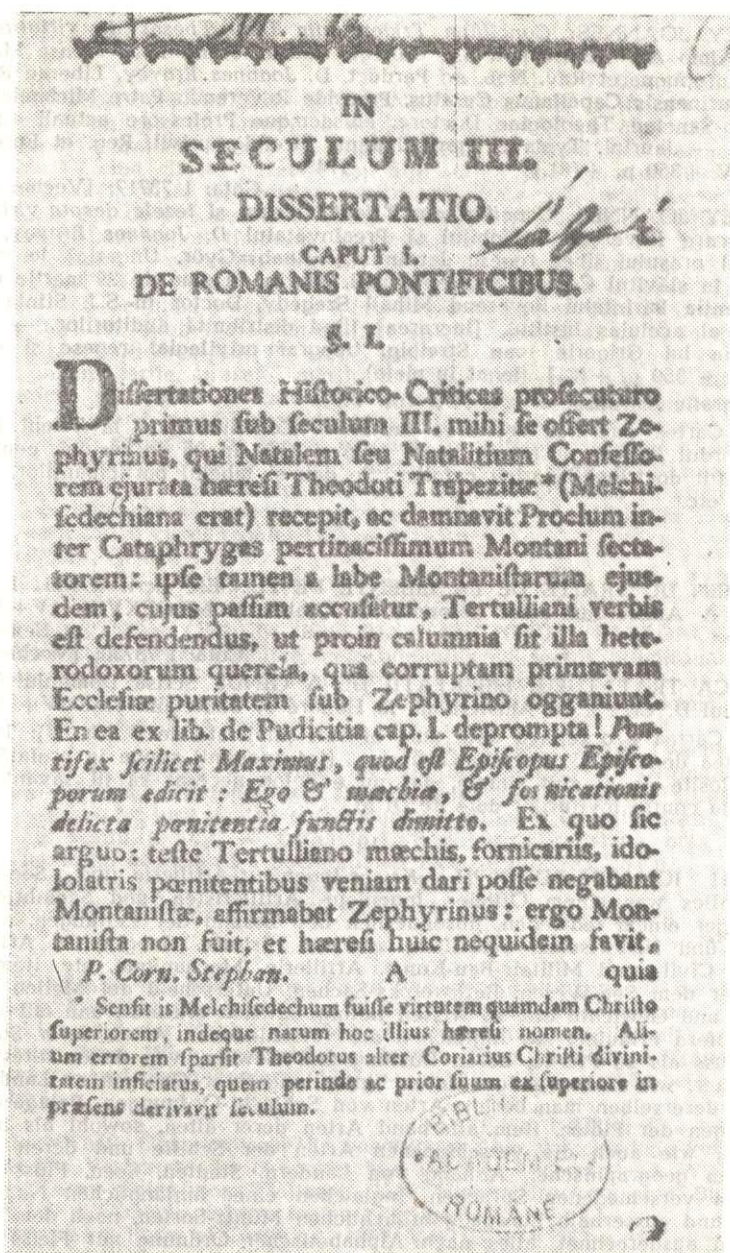 IN
SECULUM III.
DISSERTATIO.
CAPUT I.
DE ROMANIS PONTIFICIBUS.
§. I.
Dissertationes Historico-Criticas prosecuturo
primus sub seculum III. mihi se offert Ze-
phyrinus, qui Natalem seu Natalitium Confesso-
rem ejurata hæresi Theodoti Trapezitæ * (Melchi-
sedechiana erat) recepit, ac damnavit Proclum in-
ter Cataphrygas pertinacissimum Montani secta-
torem: ipse tamen a labe Montanistarum ejus-
dem, cujus passim accusatur, Tertulliani verbis
est defendendus, ut proin calumnia sit illa hete-
rodoxorum querela, qua corruptam primævam
Ecclesiæ puritatem sub Zephyrino ogganiunt.
En ea ex lib. de Pudicitia cap. I. deprompta! Pon-
tifex scilicet Maximus, quod est Episcopus Episco-
porum edicit: Ego & mæchiæ, & fornicationis
delicta pœnitentia functis dimitto. Ex quo sic
arguo: teste Tertulliano mæchis, fornicariis, ido-
lolatris pœnitentibus veniam dari posse negabant
Montanistæ, affirmabat Zephyrinus: ergo Mon-
tanista non fuit, et hæresi huic nequidem favit,
P. Corn. Stephan. A quia
* Sensit is Melchisedechum fuisse virtutem quamdam Christo
superiorem, indeque natum hoc illius hæresi nomen. Ali-
um errorem sparsit Theodotus alter Coriarius Christi divini-
tatem inficiatus, quem perinde ac prior suum ex superiore in
præsens derivavit seculum.
BIBL
ACADEMIEI
ROMÂNE